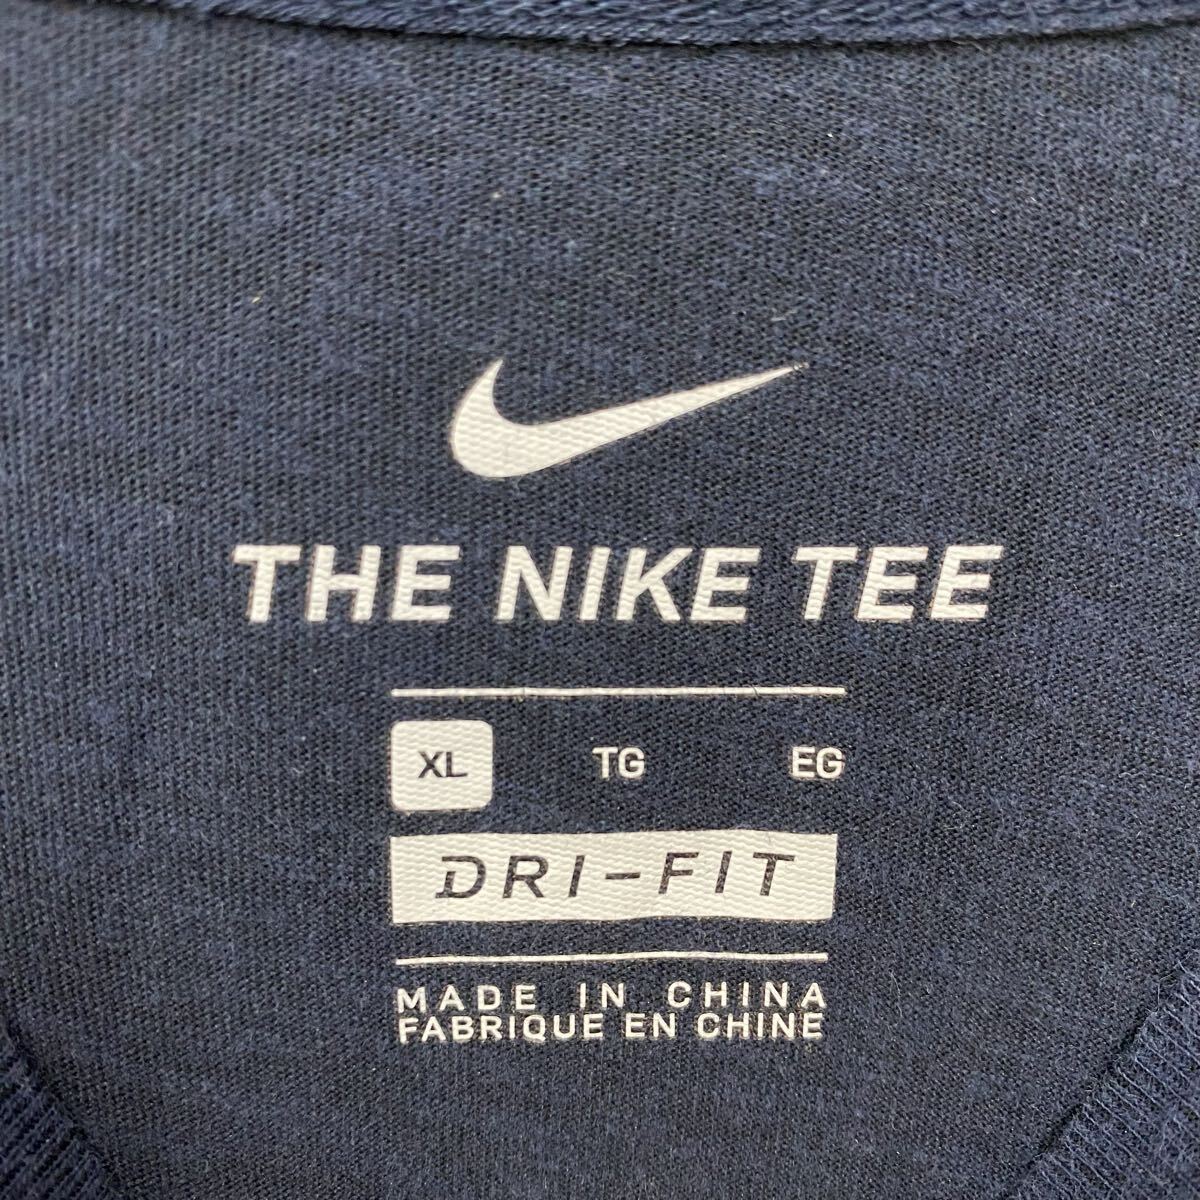 THE NIKE TEE
XL TG EG
DRI-FIT
MADE IN CHINA
FABRIQUE EN CHINE